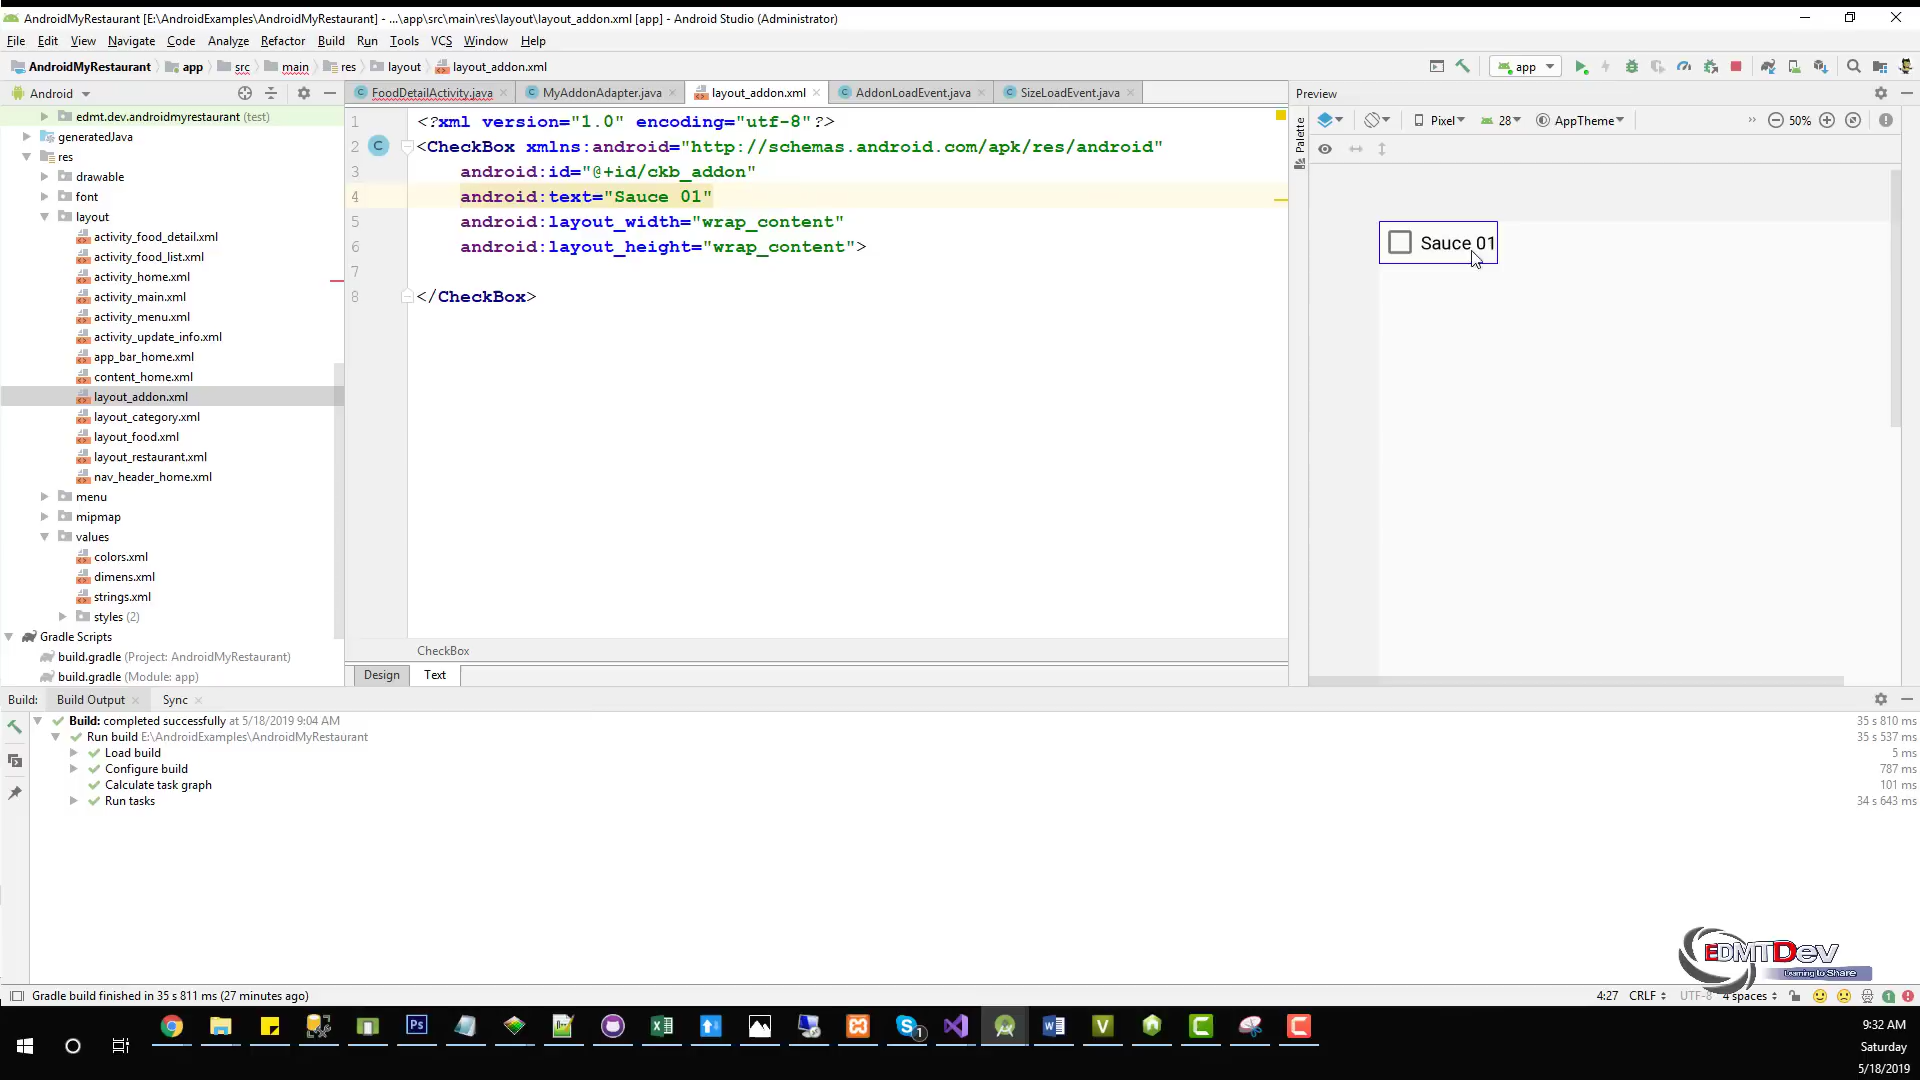 AndroidMyRestaurant [E:\AndroidExamples\AndroidMyRestaurant] - ...\app\src\main\res\layout\layout_addon.xml [app] - Android Studio (Administrator)
File Edit View Navigate Code Analyze Refactor Build Run Tools VCS Window Help
AndroidMyRestaurant app src main res layout layout_addon.xml
app
Android
FoodDetailActivity.java MyAddonAdapter.java layout_addon.xml AddonLoadEvent.java SizeLoadEvent.java
Preview
edmt.dev.androidmyrestaurant (test)
generatedJava
res
drawable
font
layout
activity_food_detail.xml
activity_food_list.xml
activity_home.xml
activity_main.xml
activity_menu.xml
activity_update_info.xml
app_bar_home.xml
content_home.xml
layout_addon.xml
layout_category.xml
layout_food.xml
layout_restaurant.xml
nav_header_home.xml
menu
mipmap
values
colors.xml
dimens.xml
strings.xml
styles (2)
Gradle Scripts
build.gradle (Project: AndroidMyRestaurant)
build.gradle (Module: app)
1 <?xml version="1.0" encoding="utf-8"?>
2 <CheckBox xmlns:android="http://schemas.android.com/apk/res/android"
3 android:id="@+id/ckb_addon"
4 android:text="Sauce 01"
5 android:layout_width="wrap_content"
6 android:layout_height="wrap_content">
7
8 </CheckBox>
CheckBox
Design Text
Palette
Pixel 28 AppTheme » 50%
Sauce 01
Build: Build Output Sync
Build: completed successfully at 5/18/2019 9:04 AM 35 s 810 ms
Run build E:\AndroidExamples\AndroidMyRestaurant 35 s 537 ms
Load build 5 ms
Configure build 787 ms
Calculate task graph 101 ms
Run tasks 34 s 643 ms
EDMTDev
Learning to Share
Gradle build finished in 35 s 811 ms (27 minutes ago) 4:27 CRLF UTF-8 4 spaces 1
Ps 1
9:32 AM
Saturday
5/18/2019